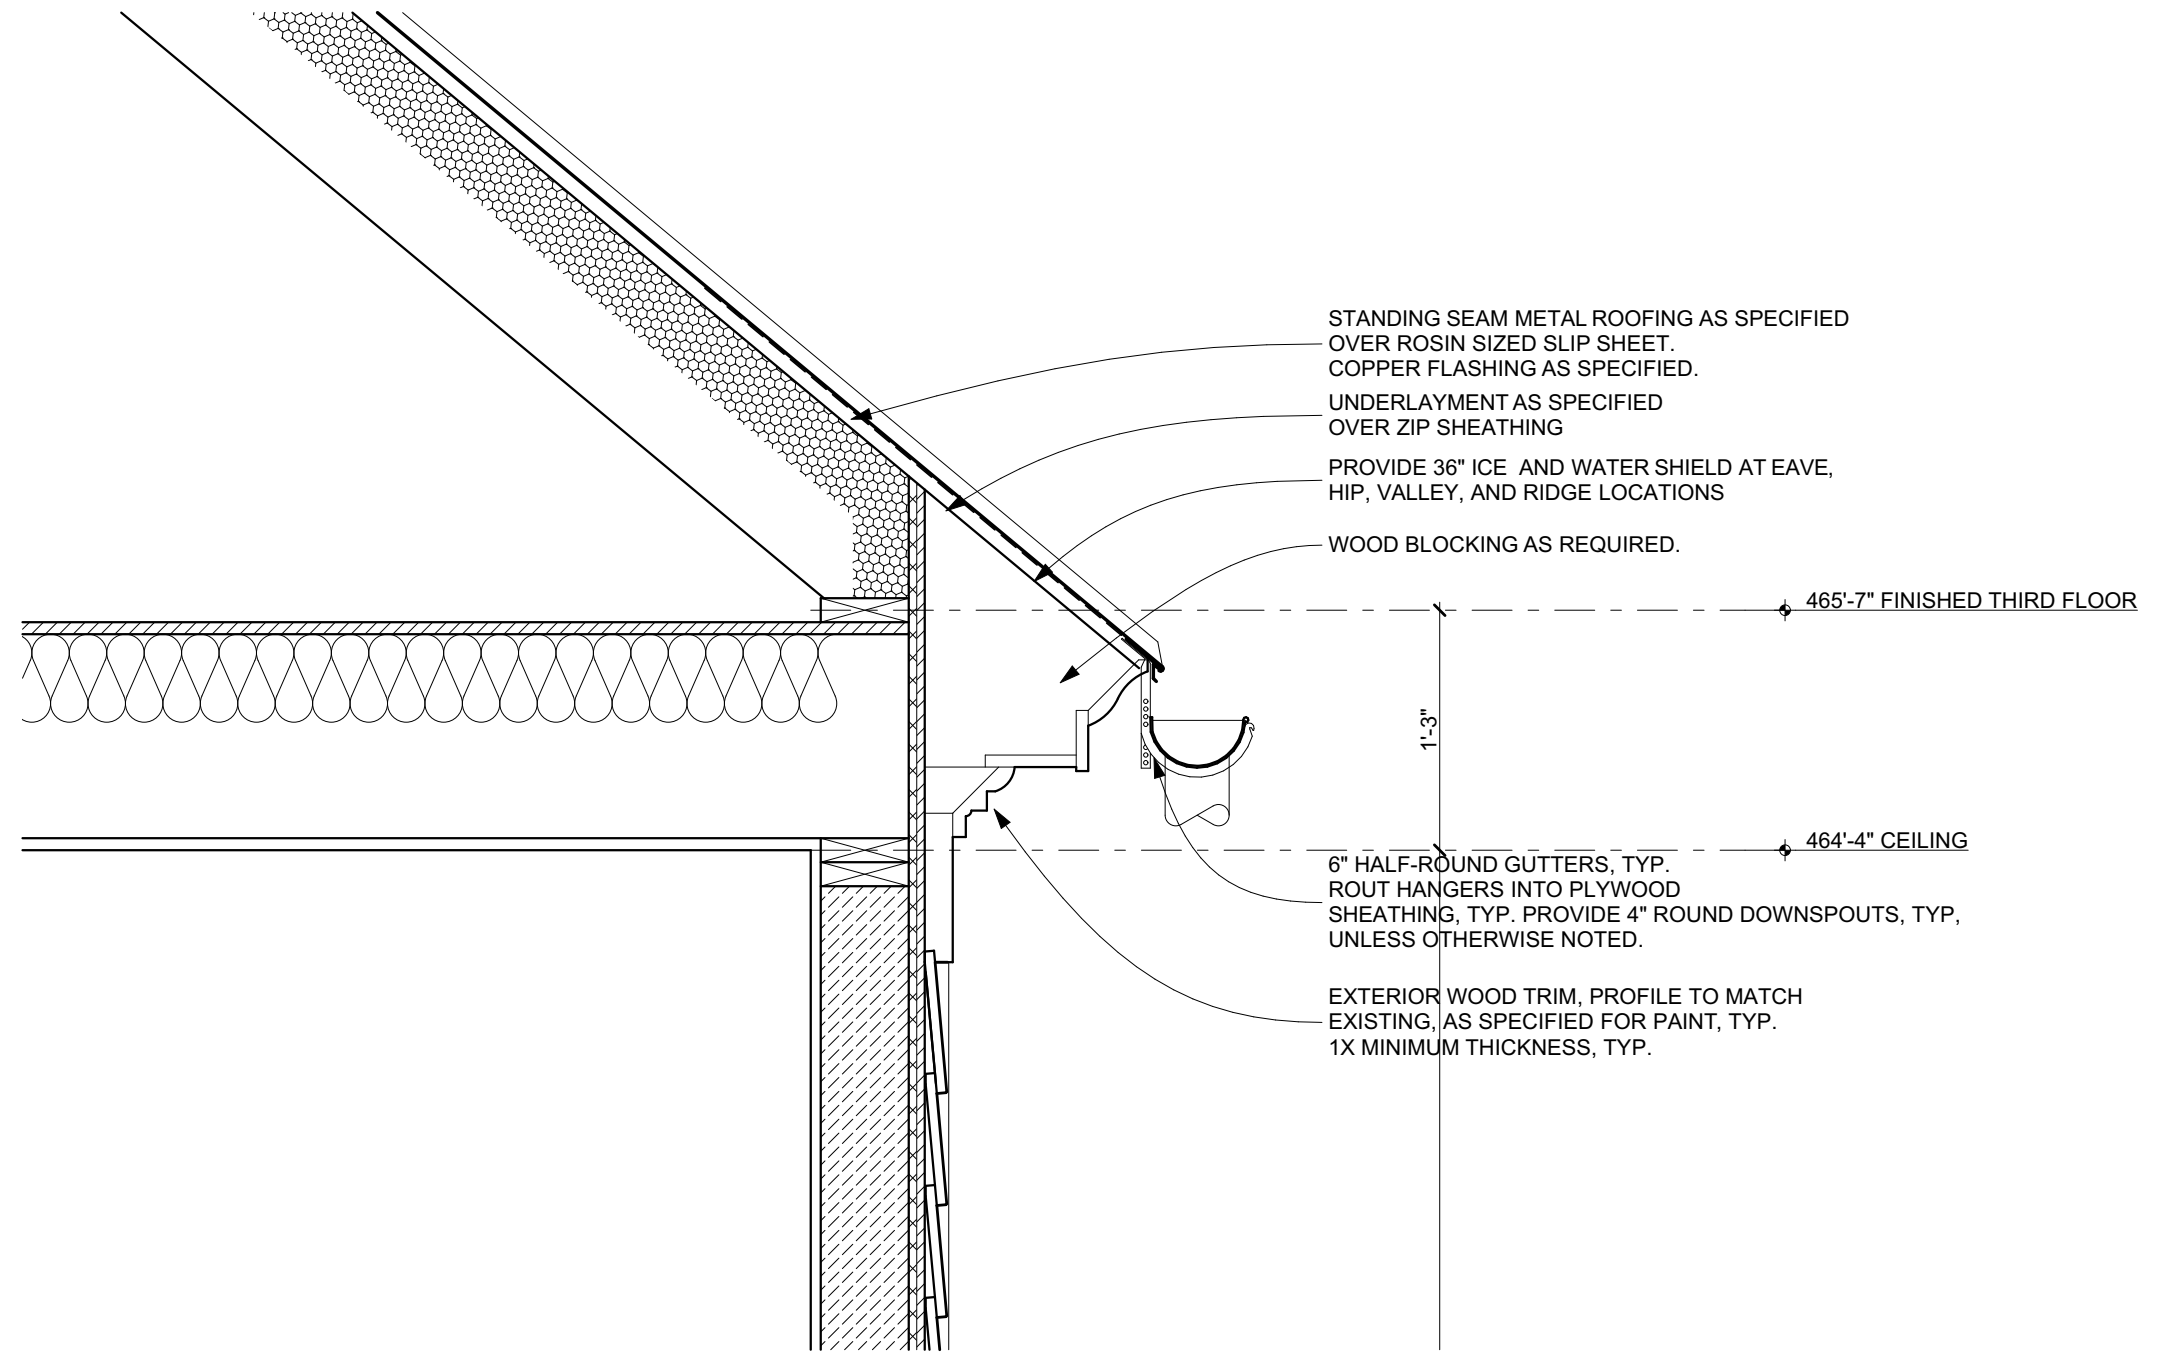 STANDING SEAM METAL ROOFING AS SPECIFIED
OVER ROSIN SIZED SLIP SHEET.
COPPER FLASHING AS SPECIFIED.
UNDERLAYMENT AS SPECIFIED
OVER ZIP SHEATHING
PROVIDE 36" ICE AND WATER SHIELD AT EAVE,
HIP, VALLEY, AND RIDGE LOCATIONS
WOOD BLOCKING AS REQUIRED.
465'-7" FINISHED THIRD FLOOR
1'-3"
464'-4" CEILING
6" HALF-ROUND GUTTERS, TYP.
ROUT HANGERS INTO PLYWOOD
SHEATHING, TYP. PROVIDE 4" ROUND DOWNSPOUTS, TYP,
UNLESS OTHERWISE NOTED.
EXTERIOR WOOD TRIM, PROFILE TO MATCH
EXISTING, AS SPECIFIED FOR PAINT, TYP.
1X MINIMUM THICKNESS, TYP.